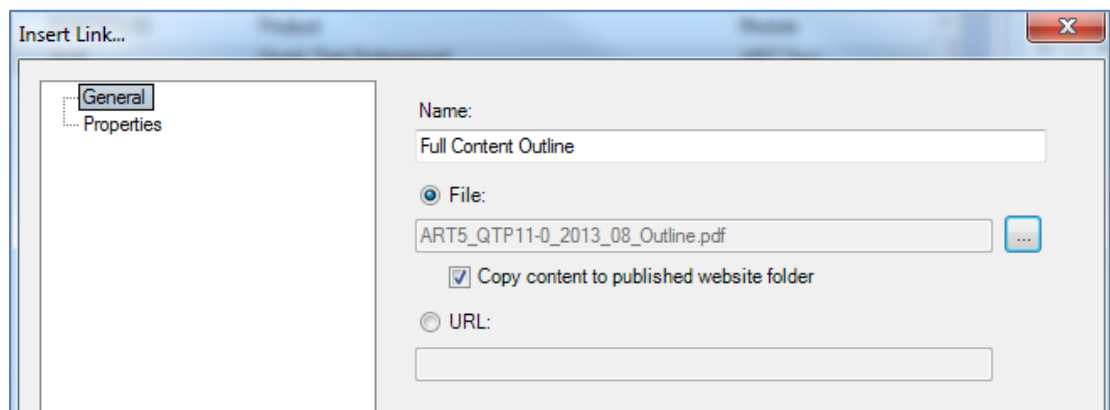 Insert Link...
General
Properties
Name:
Full Content Outline
File:
ART5_QTP11-0_2013_08_Outline.pdf
...
Copy content to published website folder
URL: